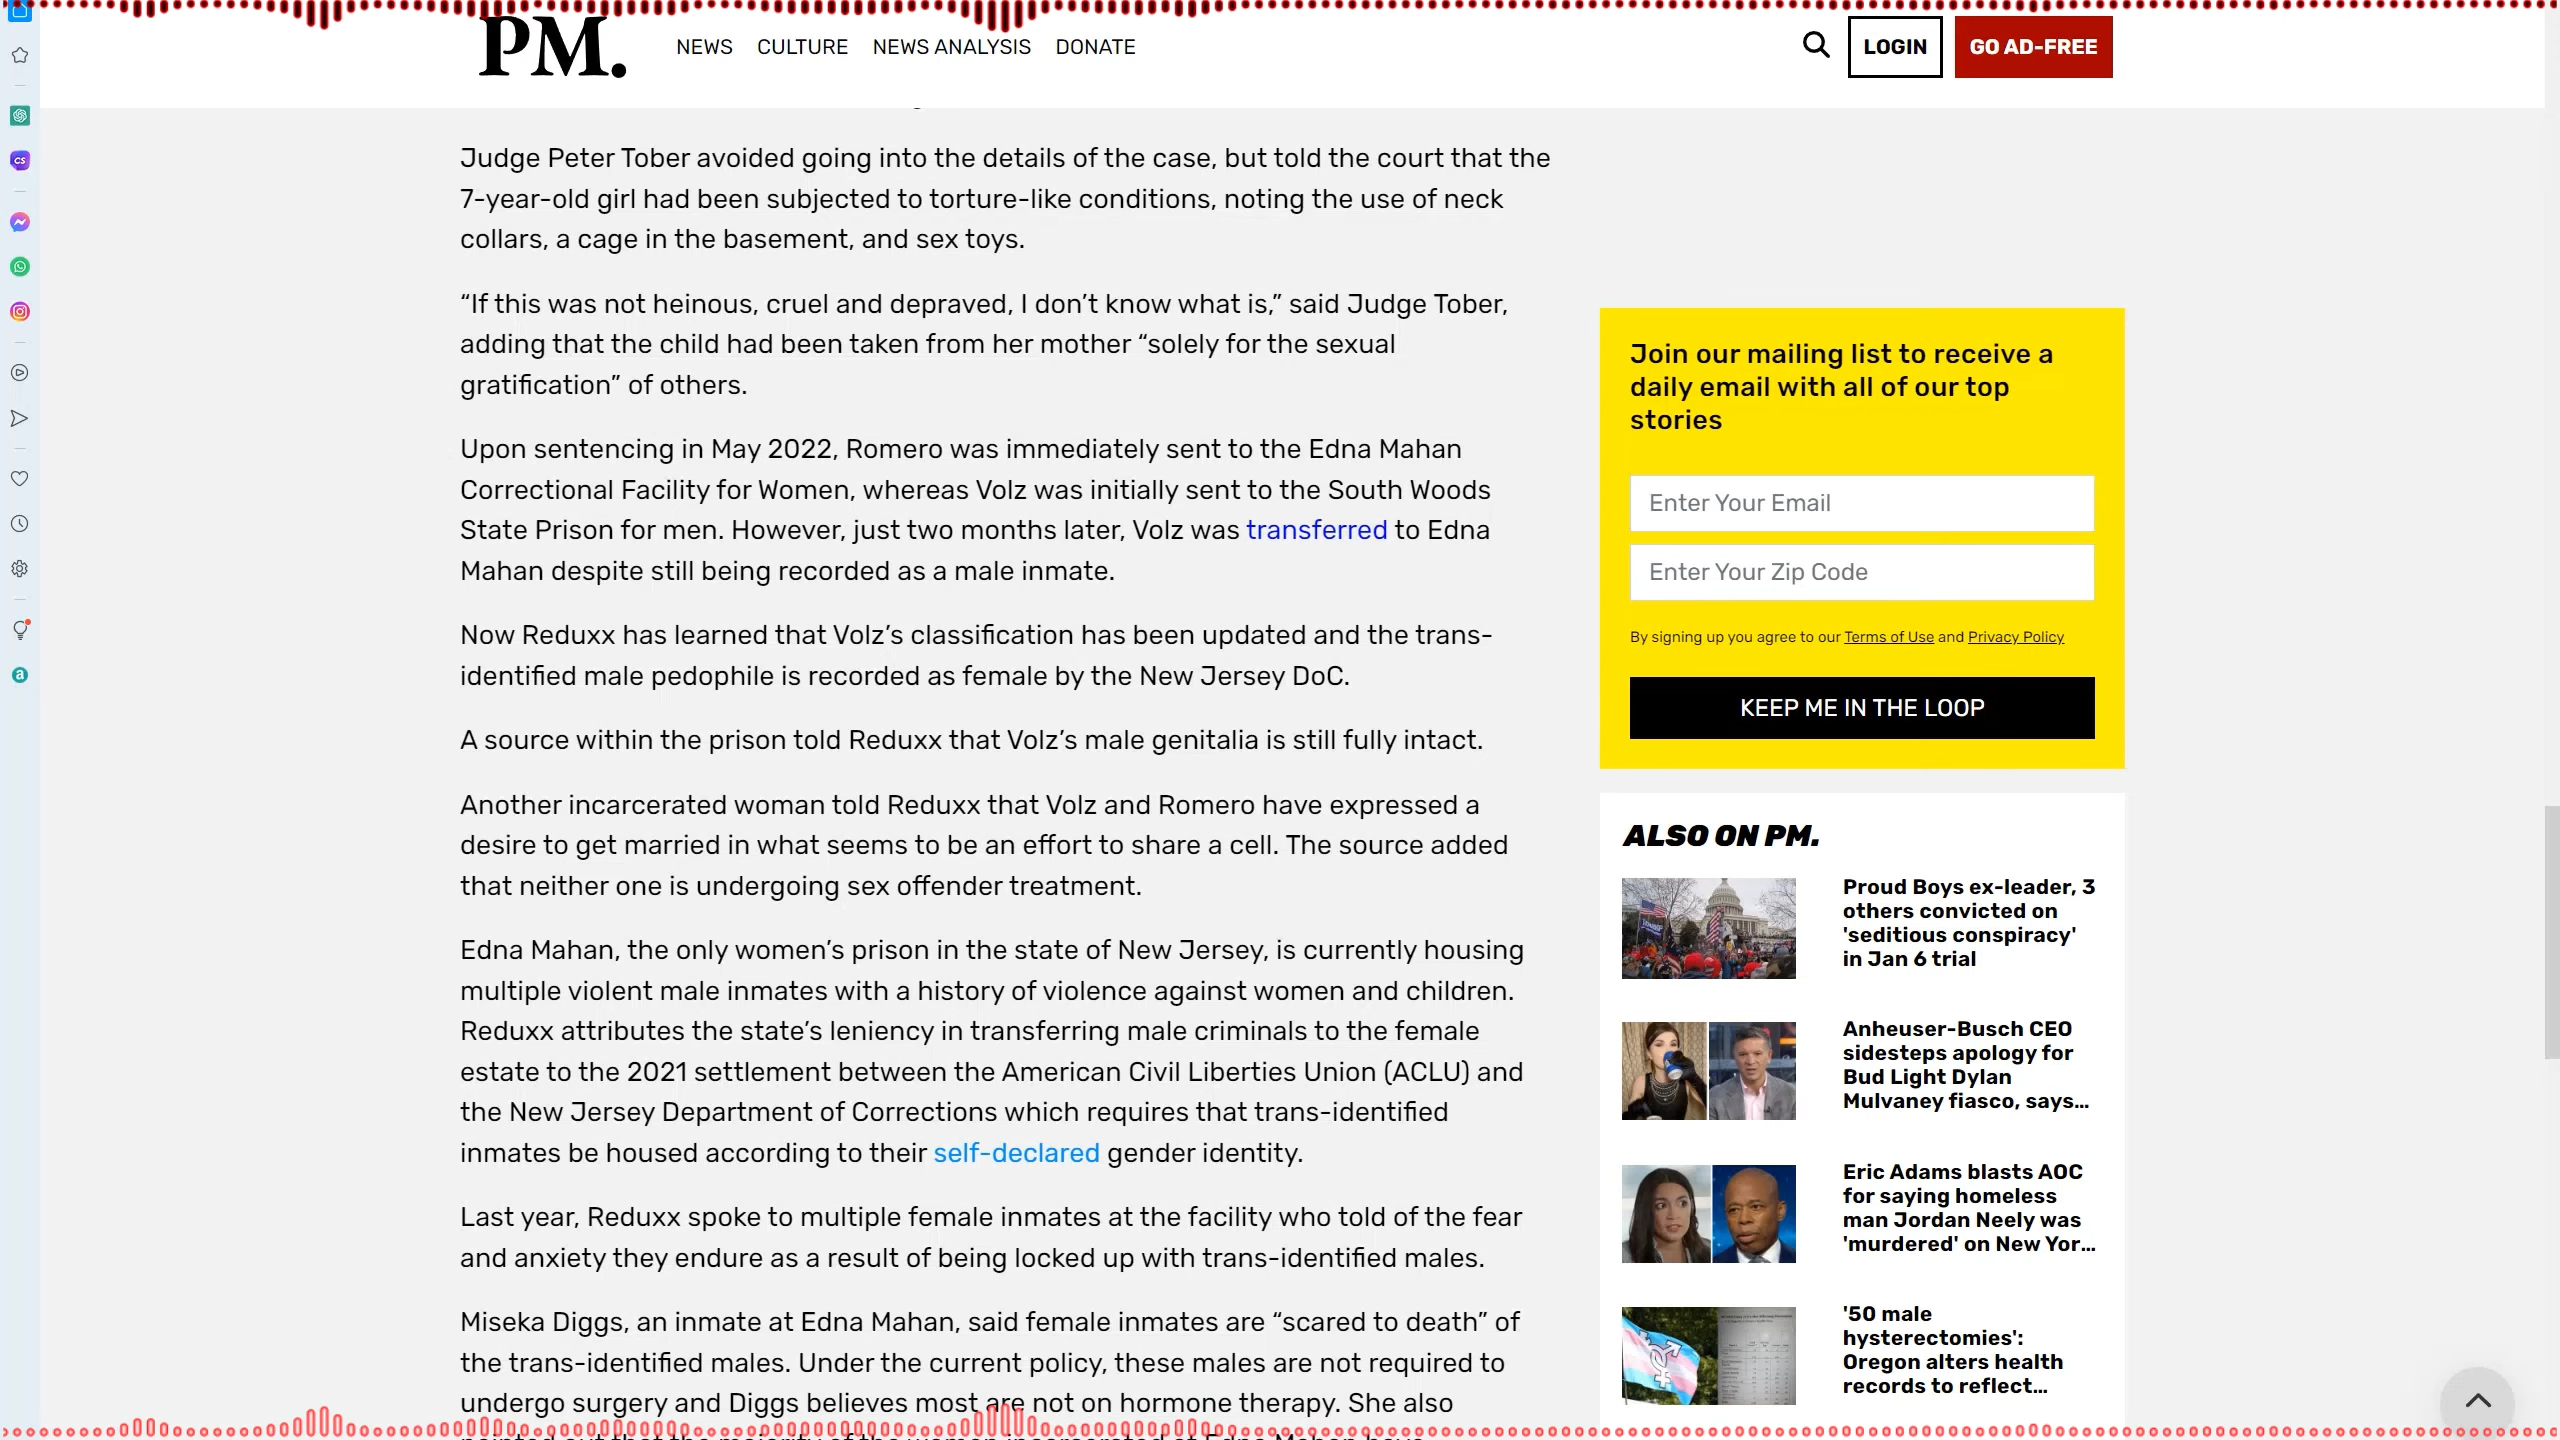 PM.
NEWS CULTURE NEWS ANALYSIS DONATE
LOGIN
GO AD-FREE
Judge Peter Tober avoided going into the details of the case, but told the court that the
7-year-old girl had been subjected to torture-like conditions, noting the use of neck
collars, a cage in the basement, and sex toys.
“If this was not heinous, cruel and depraved, I don’t know what is,” said Judge Tober,
adding that the child had been taken from her mother “solely for the sexual
gratification” of others.
Upon sentencing in May 2022, Romero was immediately sent to the Edna Mahan
Correctional Facility for Women, whereas Volz was initially sent to the South Woods
State Prison for men. However, just two months later, Volz was transferred to Edna
Mahan despite still being recorded as a male inmate.
Now Reduxx has learned that Volz’s classification has been updated and the trans-
identified male pedophile is recorded as female by the New Jersey DoC.
A source within the prison told Reduxx that Volz’s male genitalia is still fully intact.
Another incarcerated woman told Reduxx that Volz and Romero have expressed a
desire to get married in what seems to be an effort to share a cell. The source added
that neither one is undergoing sex offender treatment.
Edna Mahan, the only women’s prison in the state of New Jersey, is currently housing
multiple violent male inmates with a history of violence against women and children.
Reduxx attributes the state’s leniency in transferring male criminals to the female
estate to the 2021 settlement between the American Civil Liberties Union (ACLU) and
the New Jersey Department of Corrections which requires that trans-identified
inmates be housed according to their self-declared gender identity.
Last year, Reduxx spoke to multiple female inmates at the facility who told of the fear
and anxiety they endure as a result of being locked up with trans-identified males.
Miseka Diggs, an inmate at Edna Mahan, said female inmates are “scared to death” of
the trans-identified males. Under the current policy, these males are not required to
undergo surgery and Diggs believes most are not on hormone therapy. She also
Join our mailing list to receive a
daily email with all of our top
stories
Enter Your Email
Enter Your Zip Code
By signing up you agree to our Terms of Use and Privacy Policy
KEEP ME IN THE LOOP
ALSO ON PM.
Proud Boys ex-leader, 3
others convicted on
'seditious conspiracy'
in Jan 6 trial
Anheuser-Busch CEO
sidesteps apology for
Bud Light Dylan
Mulvaney fiasco, says...
Eric Adams blasts AOC
for saying homeless
man Jordan Neely was
'murdered' on New Yor...
'50 male
hysterectomies':
Oregon alters health
records to reflect...